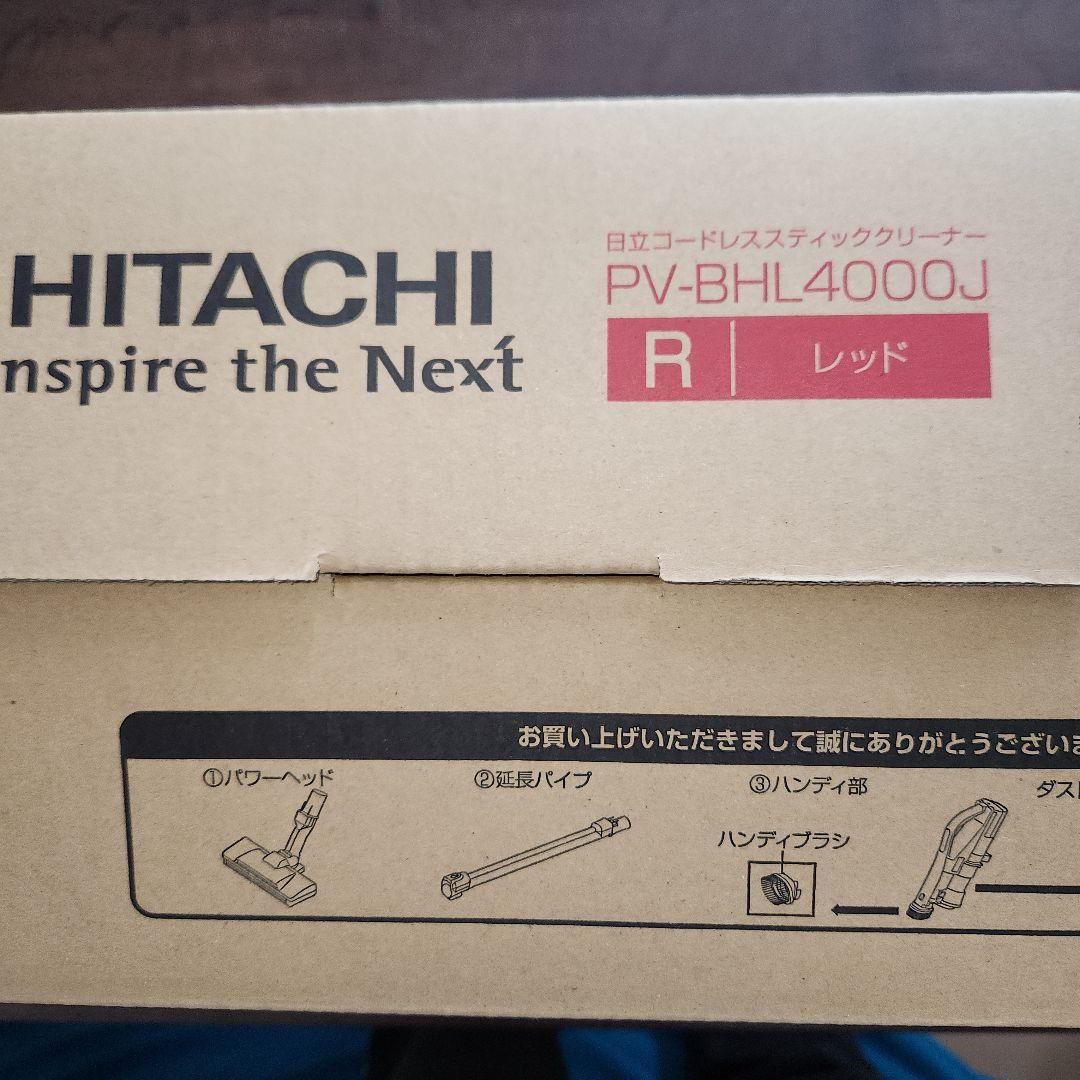 HITACHI
nspire the Next
日立コードレススティッククリーナー
PV-BHL4000J
R レッド
お買い上げいただきまして誠にありがとうございま
①パワーヘッド
②延長パイプ
③ハンディ部
ダスト
ハンディブラシ